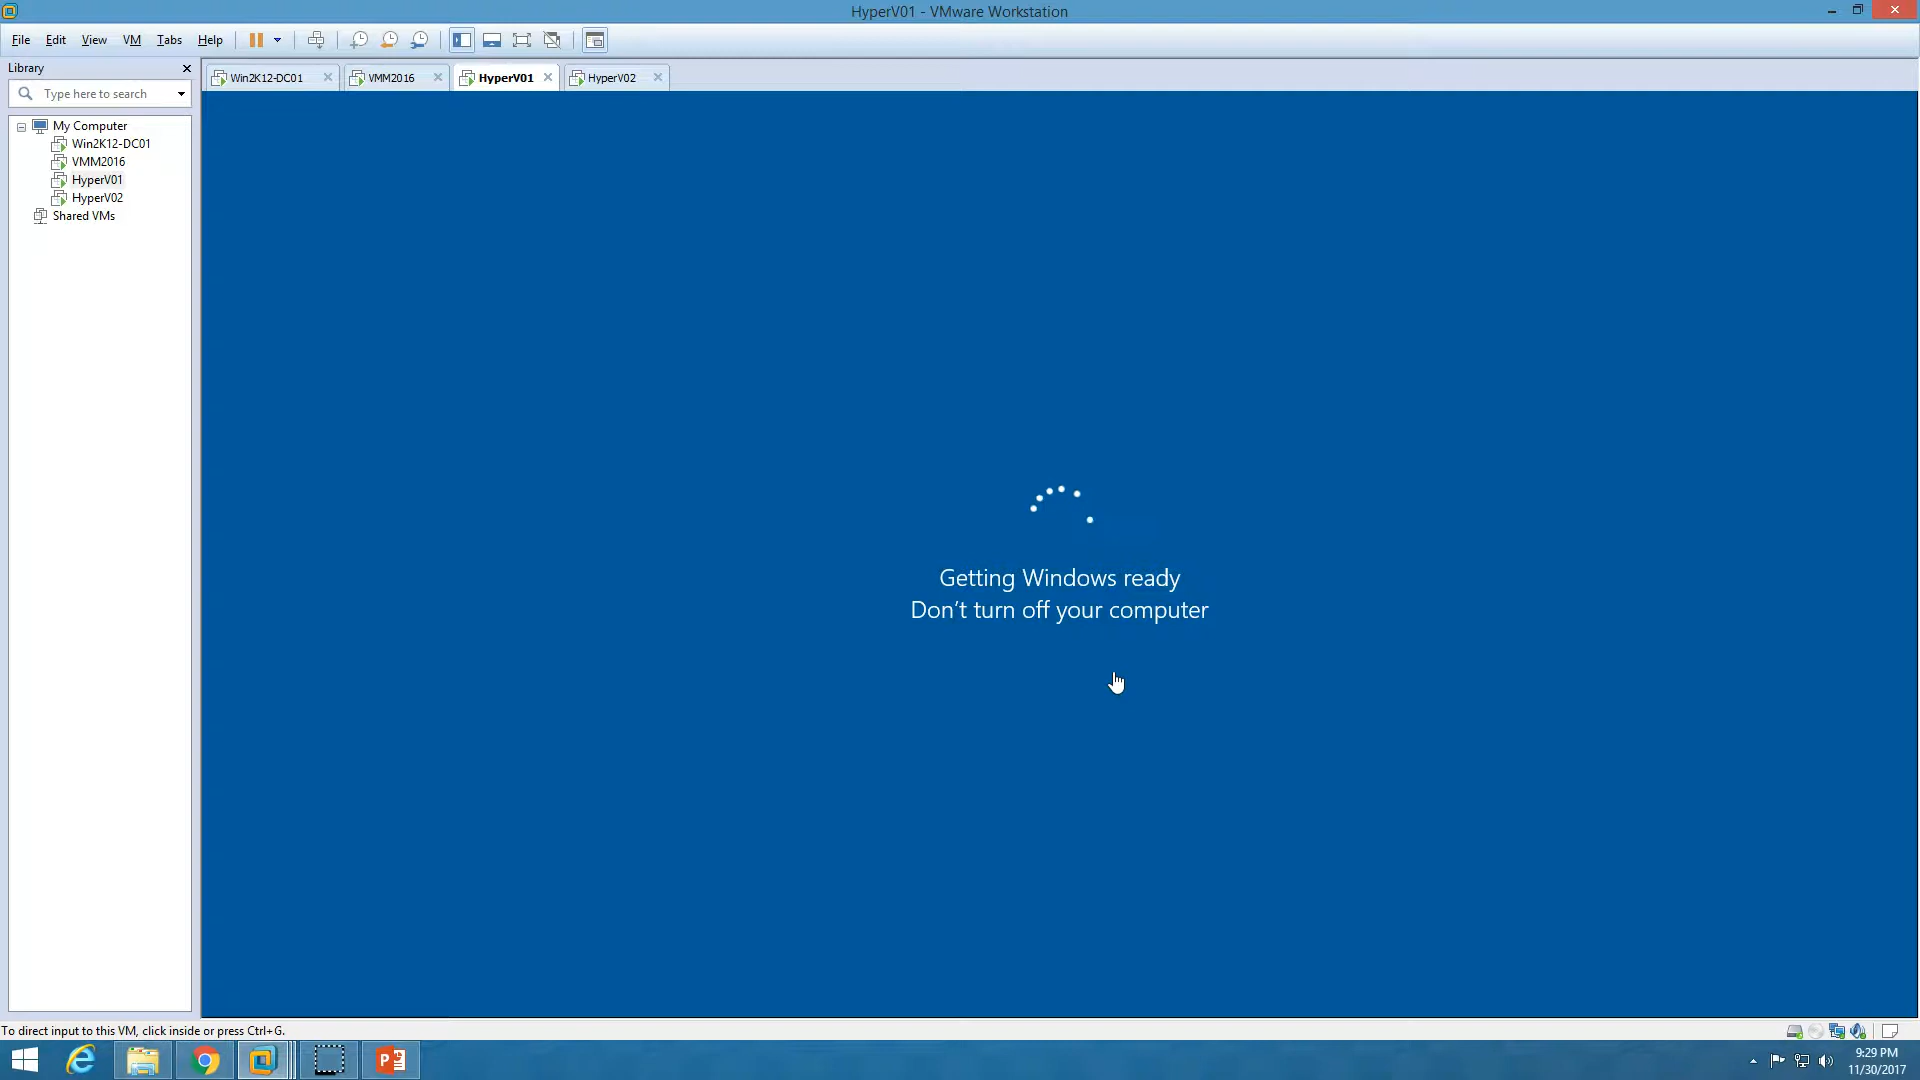 HyperV01 - VMware Workstation
File Edit View VM Tabs Help
Library
Type here to search
Win2K12-DC01
VMM2016
HyperV01
HyperV02
My Computer
Win2K12-DC01
VMM2016
HyperV01
HyperV02
Shared VMs
Getting Windows ready
Don't turn off your computer
To direct input to this VM, click inside or press Ctrl+G.
9:29 PM
11/30/2017